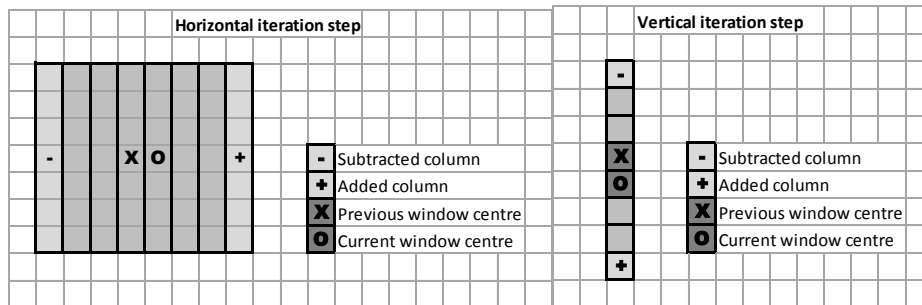 Horizontal iteration step
- X O +
- Subtracted column
+ Added column
X Previous window centre
O Current window centre
Vertical iteration step
-
X
O
+
- Subtracted column
+ Added column
X Previous window centre
O Current window centre